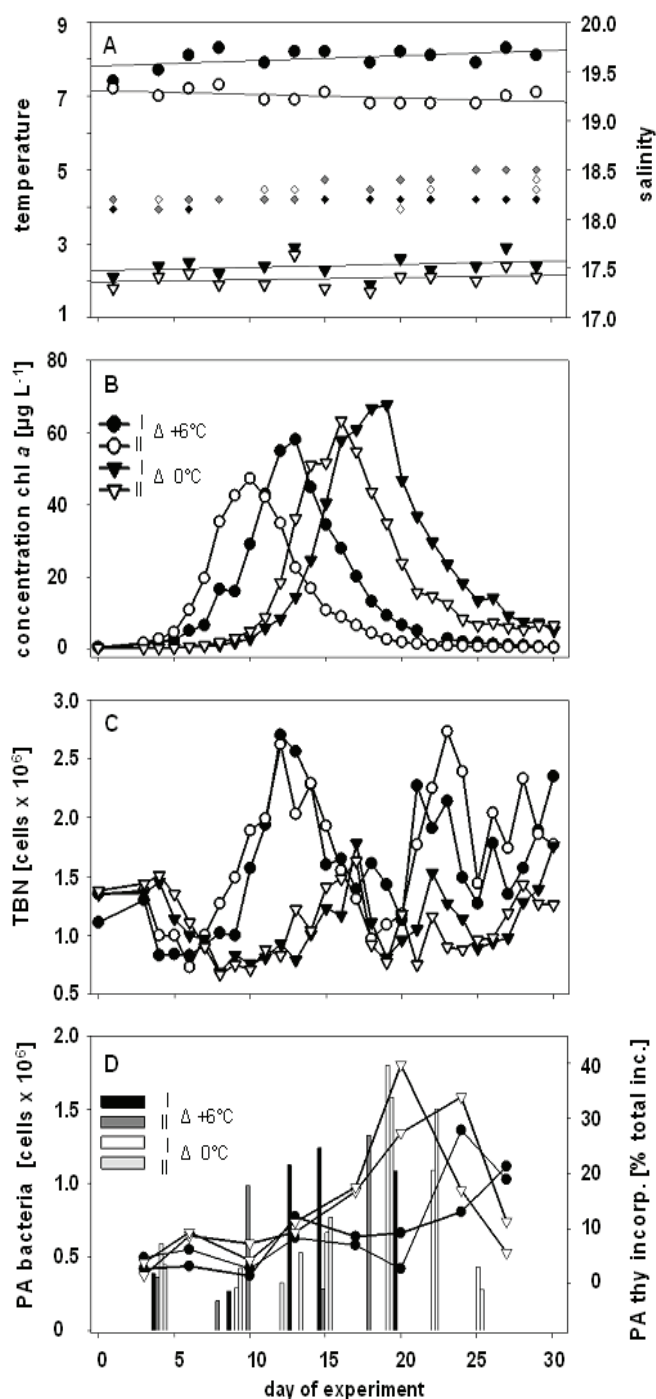 A
temperature
9
7
5
3
1
salinity
20.0
19.5
19.0
18.5
18.0
17.5
17.0
B
concentration chl a [µg L-1]
80
60
40
20
0
I
II
Δ +6°C
I
II
Δ 0°C
C
TBN [cells x 10⁶]
3.0
2.5
2.0
1.5
1.0
0.5
D
PA bacteria [cells x 10⁶]
2.0
1.5
1.0
0.5
0
I
II
Δ +6°C
I
II
Δ 0°C
PA thy incorp. [% total inc.]
40
30
20
10
0
0 5 10 15 20 25 30
day of experiment